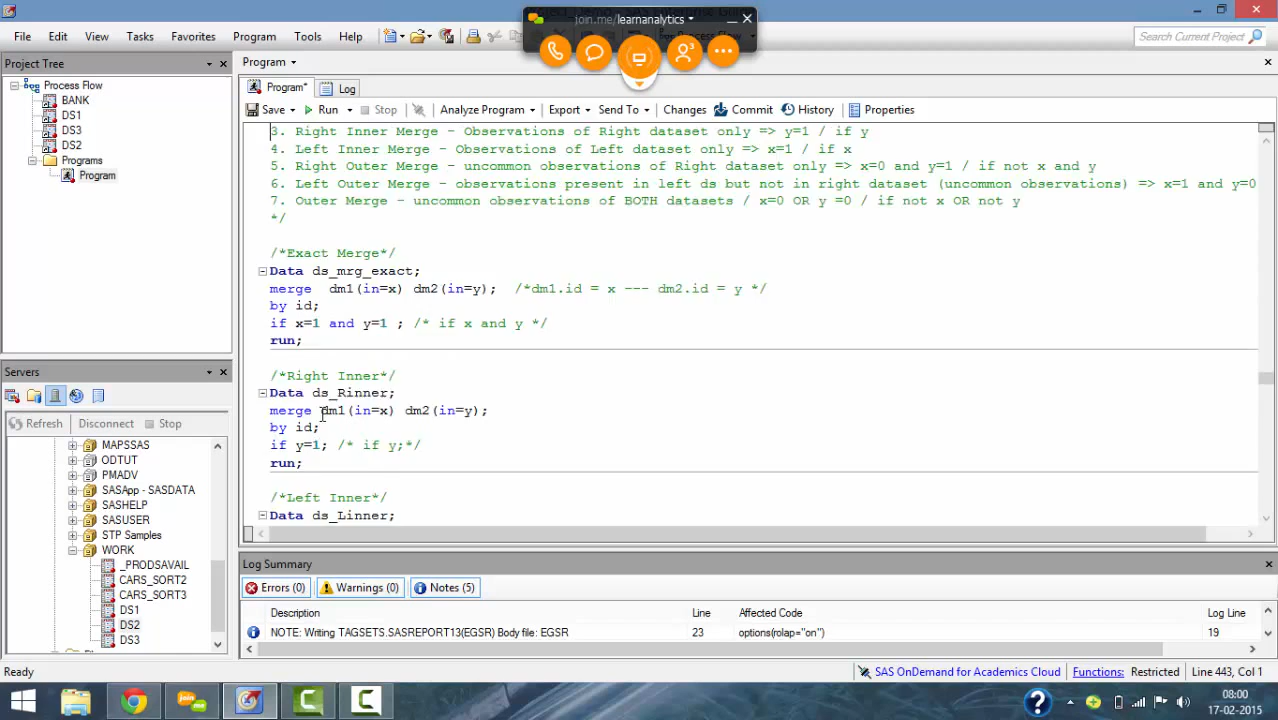 join.me/learnanalytics
File Edit View Tasks Favorites Program Tools Help
Search Current Project
3
Project Tree
Process Flow
BANK
DS1
DS3
DS2
Programs
Program
Program
Program* Log
Save Run Stop Analyze Program Export Send To Changes Commit History Properties
3. Right Inner Merge - Observations of Right dataset only => y=1 / if y
4. Left Inner Merge - Observations of Left dataset only => x=1 / if x
5. Right Outer Merge - uncommon observations of Right dataset only => x=0 and y=1 / if not x and y
6. Left Outer Merge - observations present in left ds but not in right dataset (uncommon observations) => x=1 and y=0
7. Outer Merge - uncommon observations of BOTH datasets / x=0 OR y =0 / if not x OR not y
*/
/*Exact Merge*/
Data ds_mrg_exact;
merge dm1(in=x) dm2(in=y); /*dm1.id = x --- dm2.id = y */
by id;
if x=1 and y=1 ; /* if x and y */
run;
/*Right Inner*/
Data ds_Rinner;
merge dm1(in=x) dm2(in=y);
by id;
if y=1; /* if y;*/
run;
/*Left Inner*/
Data ds_Linner;
Servers
Refresh Disconnect Stop
MAPSSAS
ODTUT
PMADV
SASApp - SASDATA
SASHELP
SASUSER
STP Samples
WORK
_PRODSAVAIL
CARS_SORT2
CARS_SORT3
DS1
DS2
DS3
Log Summary
Errors (0) Warnings (0) Notes (5)
Description Line Affected Code Log Line
NOTE: Writing TAGSETS.SASREPORT13(EGSR) Body file: EGSR 23 options(rolap="on") 19
Ready
SAS OnDemand for Academics Cloud Functions: Restricted Line 443, Col 1
join.me
08:00
17-02-2015